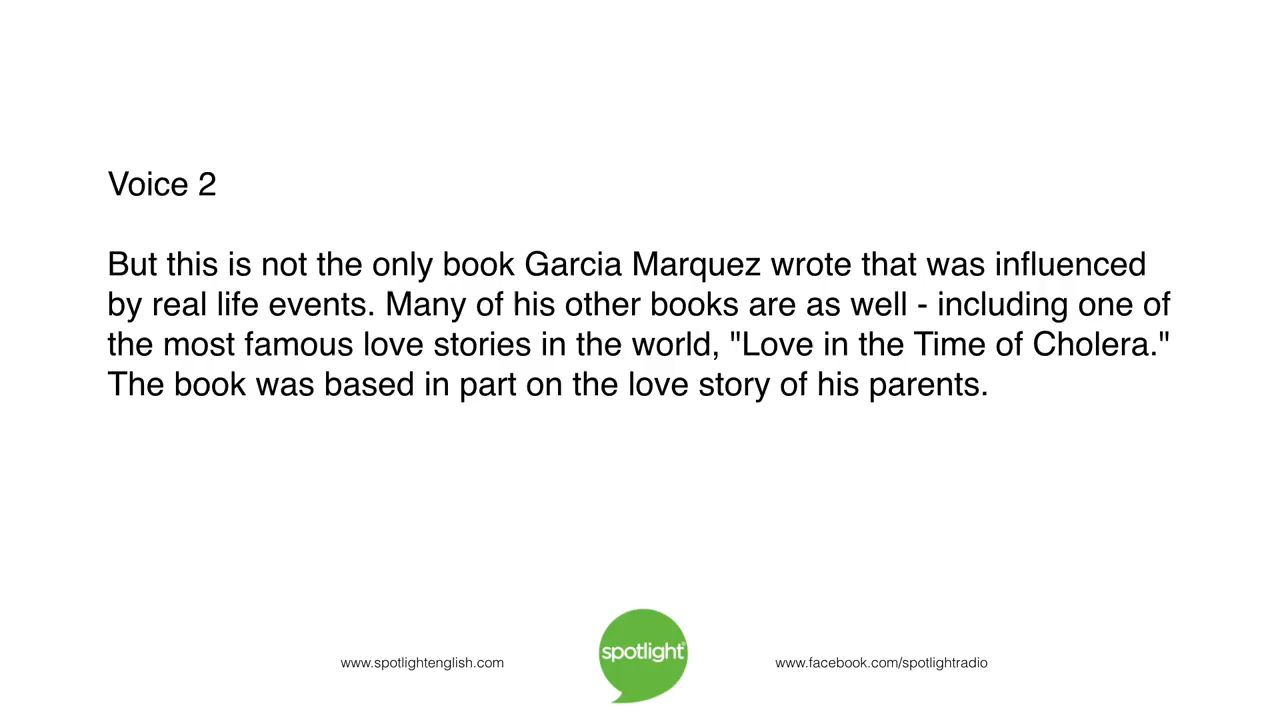 Voice 2
But this is not the only book Garcia Marquez wrote that was influenced
by real life events. Many of his other books are as well - including one of
the most famous love stories in the world, "Love in the Time of Cholera."
The book was based in part on the love story of his parents.
www.spotlightenglish.com
spotlight
www.facebook.com/spotlightradio